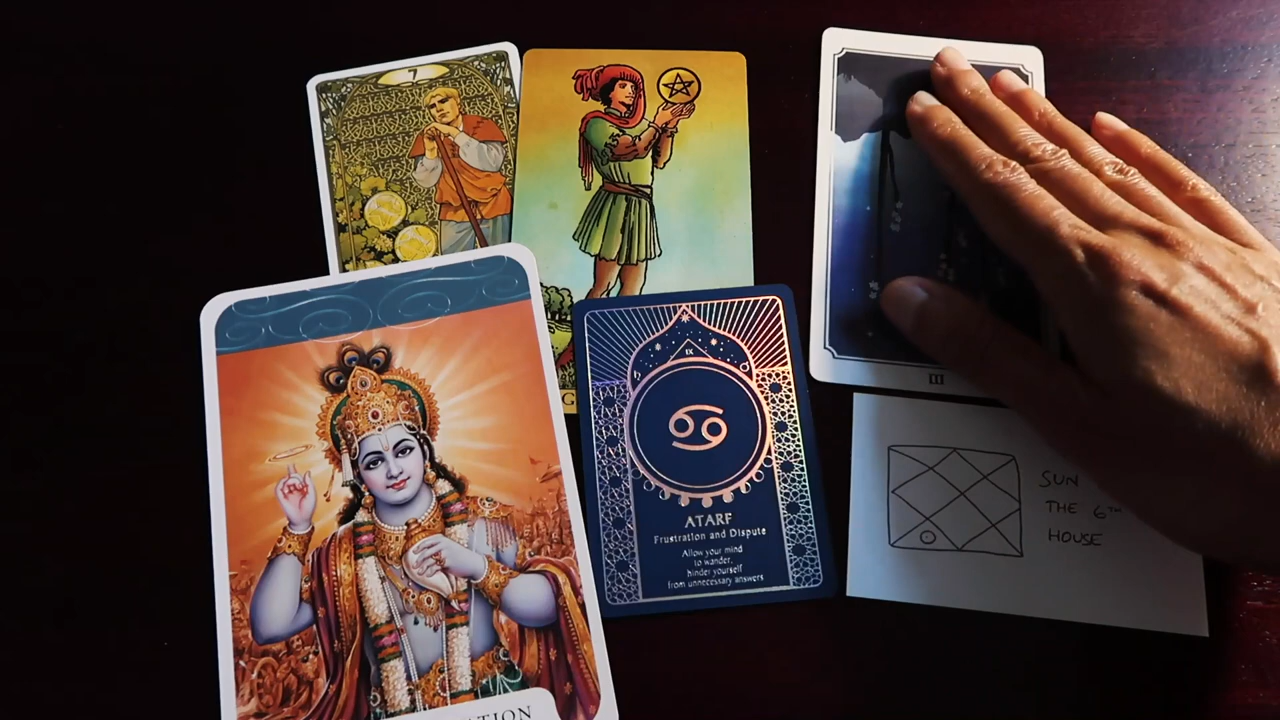 7
IX
ATARF
Frustration and Dispute
Allow your mind
to wander,
hinder yourself
from unnecessary answers
III
SUN
THE 6TH
HOUSE